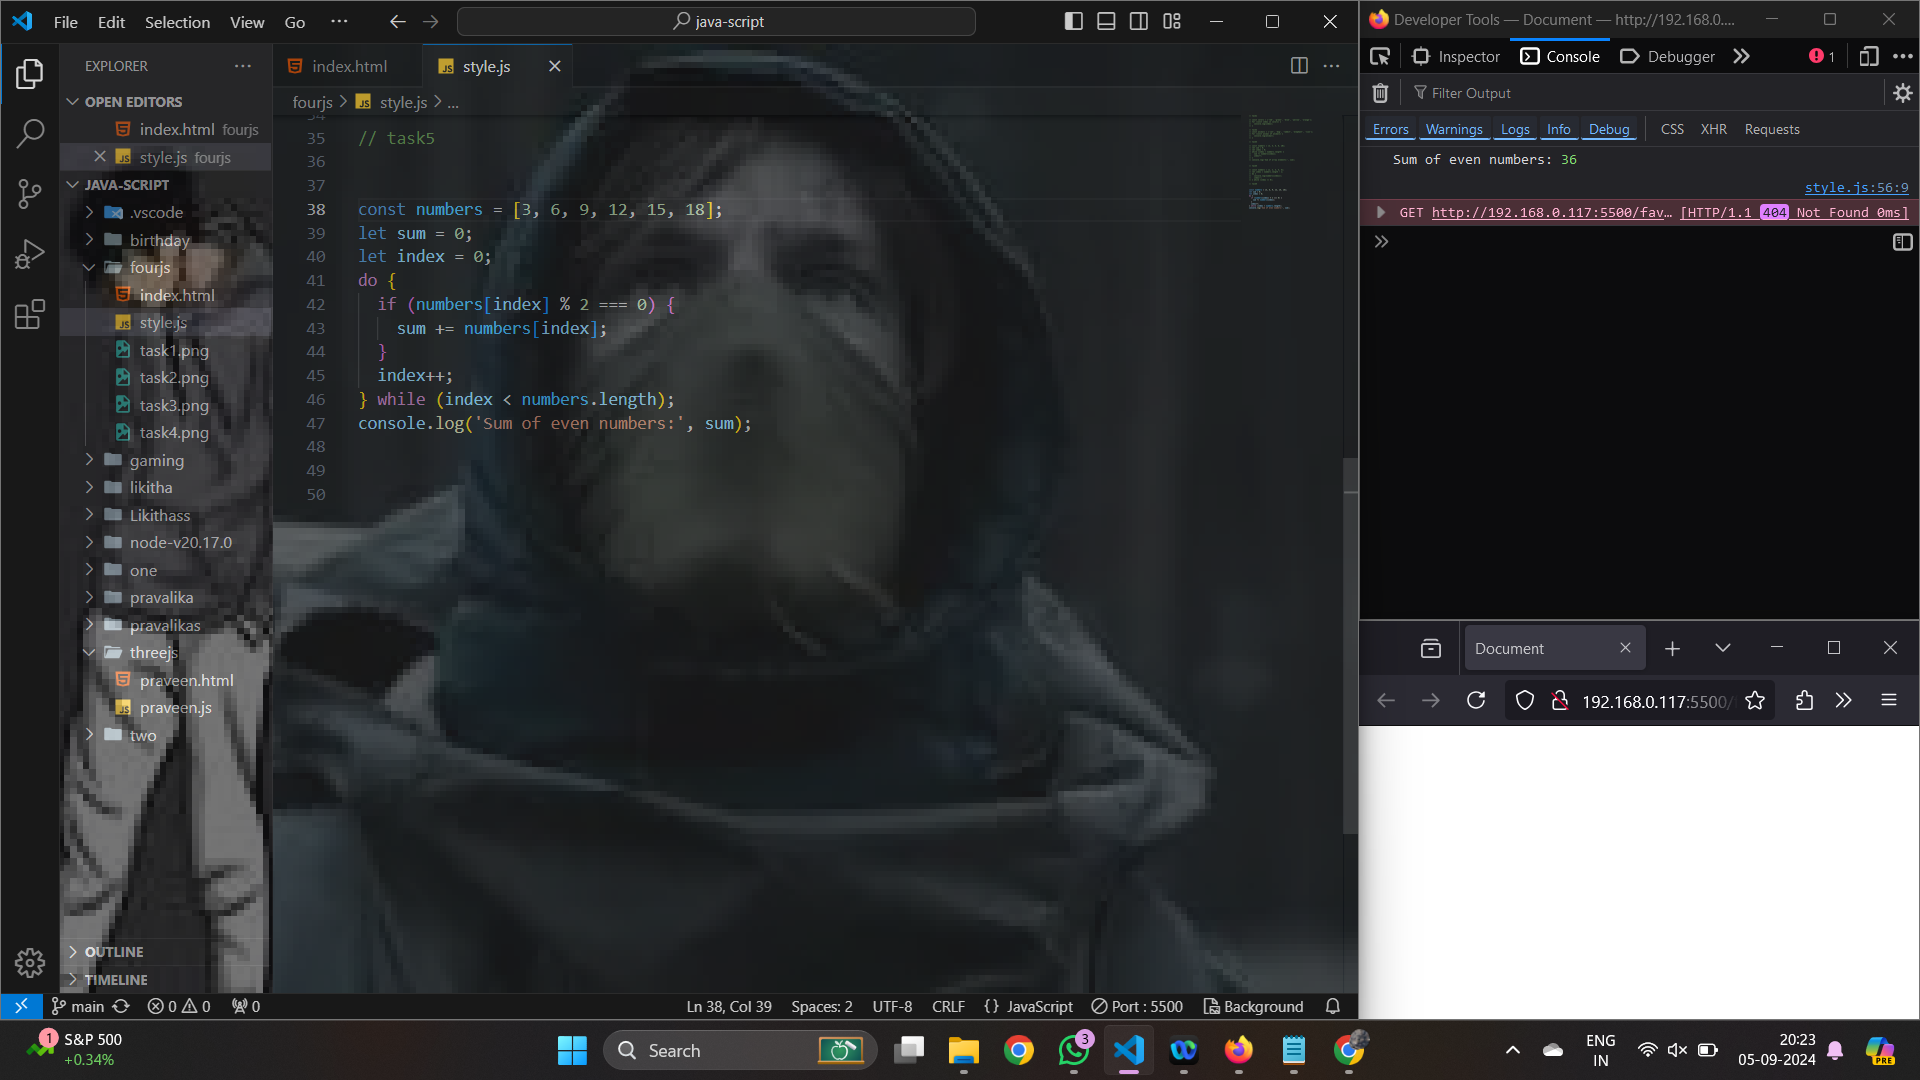 File Edit Selection View Go ···
java-script
EXPLORER
OPEN EDITORS
index.html fourjs
style.js fourjs
JAVA-SCRIPT
.vscode
birthday
fourjs
index.html
style.js
task1.png
task2.png
task3.png
task4.png
gaming
likitha
Likithass
node-v20.17.0
one
pravalika
pravalikas
threejs
praveen.html
praveen.js
two
OUTLINE
TIMELINE
index.html
style.js
fourjs > JS style.js > ...
34
35 // task5
36
37
38 const numbers = [3, 6, 9, 12, 15, 18];
39 let sum = 0;
40 let index = 0;
41 do {
42 if (numbers[index] % 2 === 0) {
43 sum += numbers[index];
44 }
45 index++;
46 } while (index < numbers.length);
47 console.log('Sum of even numbers:', sum);
48
49
50
main 0 0 0
Ln 38, Col 39 Spaces: 2 UTF-8 CRLF {} JavaScript Port : 5500 Background
Developer Tools — Document — http://192.168.0....
Inspector Console Debugger 1
Filter Output
Errors Warnings Logs Info Debug CSS XHR Requests
Sum of even numbers: 36
style.js:56:9
GET http://192.168.0.117:5500/fav… [HTTP/1.1 404 Not Found 0ms]
Document
192.168.0.117:5500/
1 S&P 500
+0.34%
Search
3
ENG
IN
20:23
05-09-2024
PRE